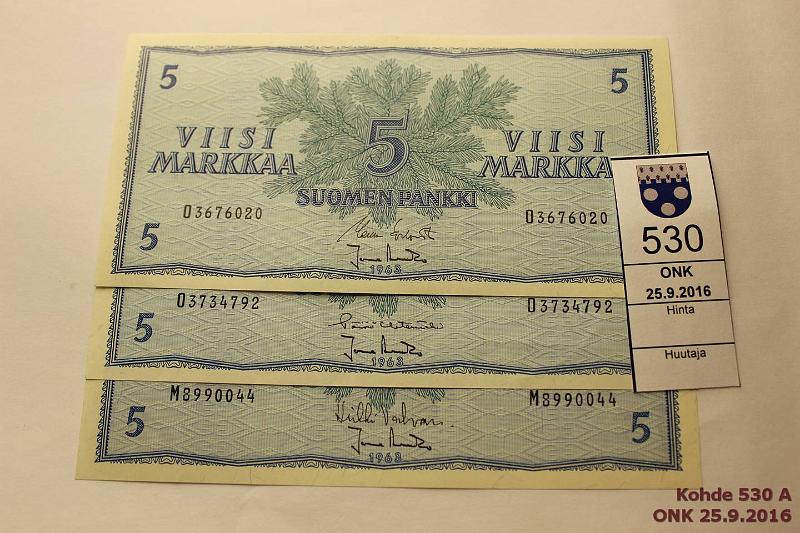 5 5
VIISI 5 VIISI
MARKKAA MARKKA
SUOMEN PANKKI
O3676020 O3676020
5
1963
O3734792 O3734792
5
1963
M8990044 M8990044
5 5
1963
530
ONK
25.9.2016
Hinta
Huutaja
Kohde 530 A
ONK 25.9.2016